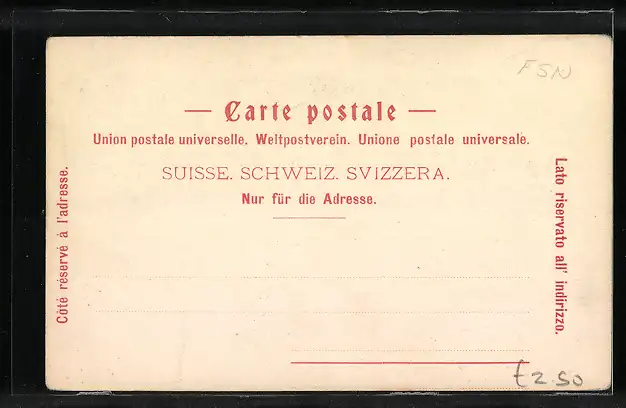 FSN
— Carte postale —
Union postale universelle. Weltpostverein. Unione postale universale.
SUISSE. SCHWEIZ. SVIZZERA.
Nur für die Adresse.
Côté réservé à l'adresse.
Lato riservato all' indirizzo.
£2.50